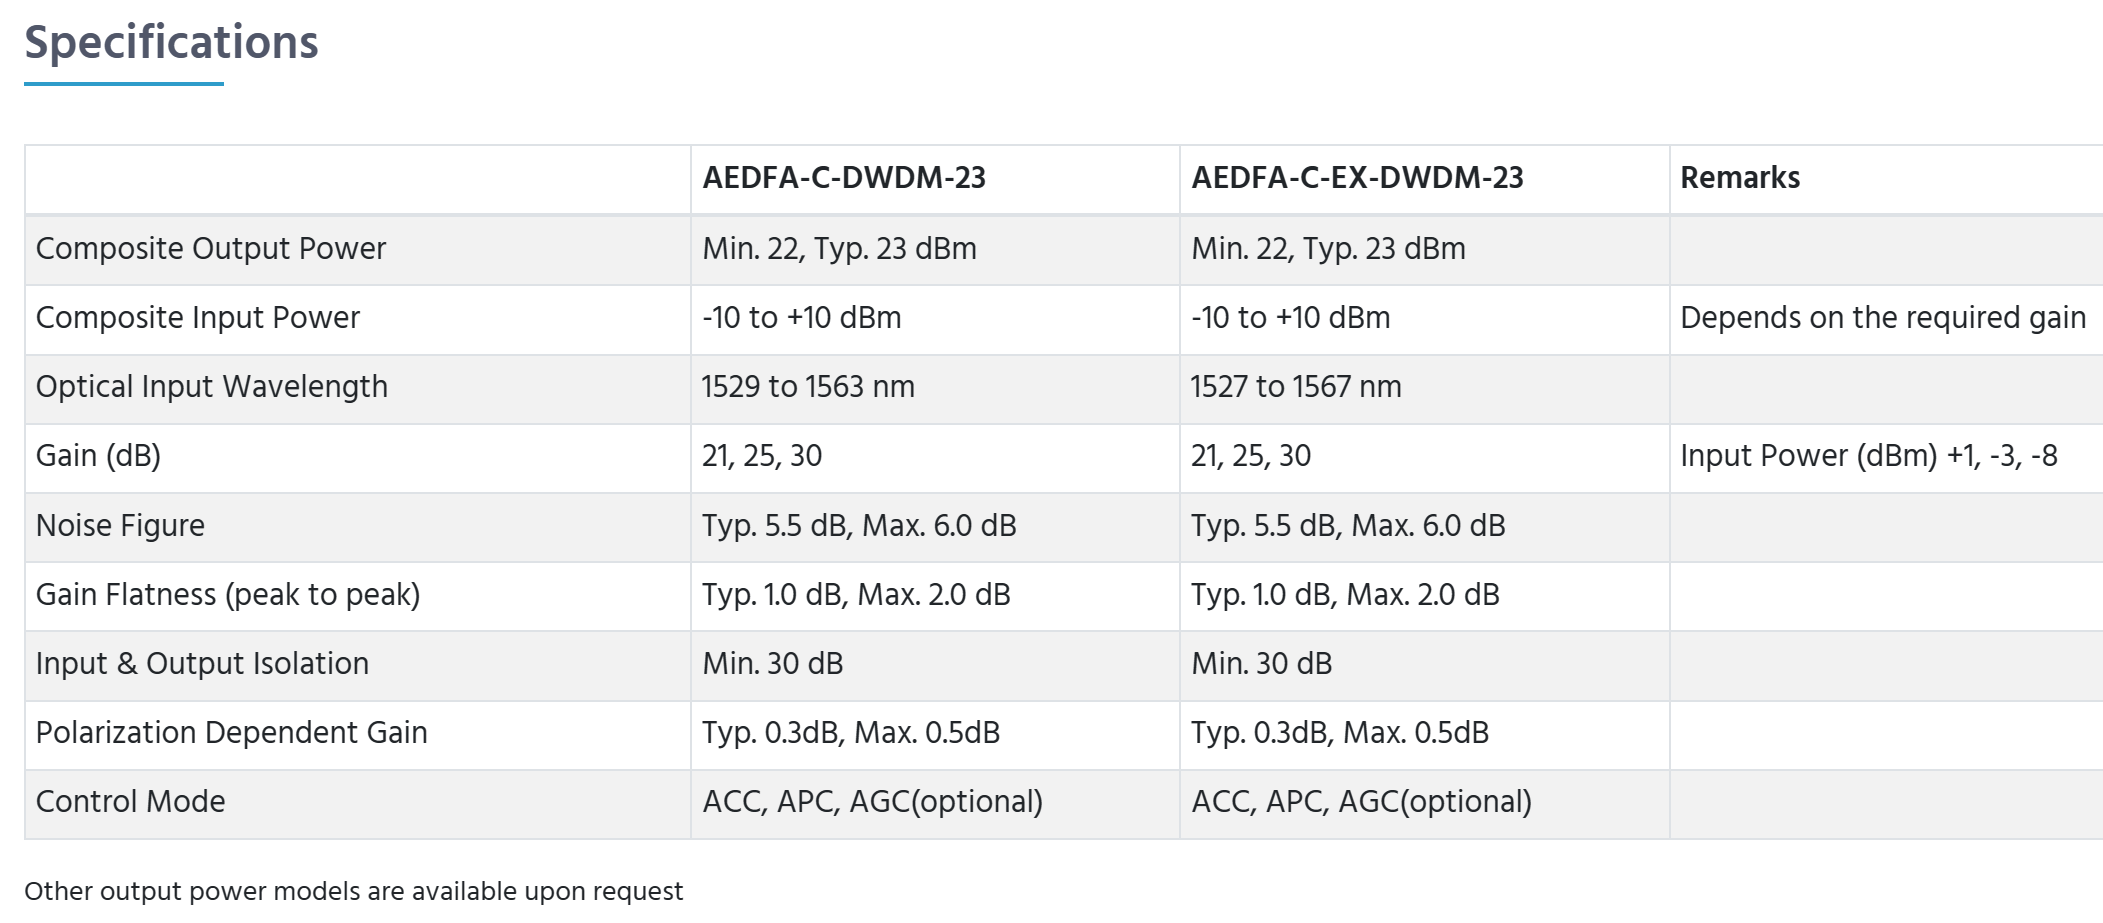 Specifications
AEDFA-C-DWDM-23 AEDFA-C-EX-DWDM-23 Remarks
Composite Output Power Min. 22, Typ. 23 dBm Min. 22, Typ. 23 dBm
Composite Input Power -10 to +10 dBm -10 to +10 dBm Depends on the required gain
Optical Input Wavelength 1529 to 1563 nm 1527 to 1567 nm
Gain (dB) 21, 25, 30 21, 25, 30 Input Power (dBm) +1, -3, -8
Noise Figure Typ. 5.5 dB, Max. 6.0 dB Typ. 5.5 dB, Max. 6.0 dB
Gain Flatness (peak to peak) Typ. 1.0 dB, Max. 2.0 dB Typ. 1.0 dB, Max. 2.0 dB
Input & Output Isolation Min. 30 dB Min. 30 dB
Polarization Dependent Gain Typ. 0.3dB, Max. 0.5dB Typ. 0.3dB, Max. 0.5dB
Control Mode ACC, APC, AGC(optional) ACC, APC, AGC(optional)
Other output power models are available upon request